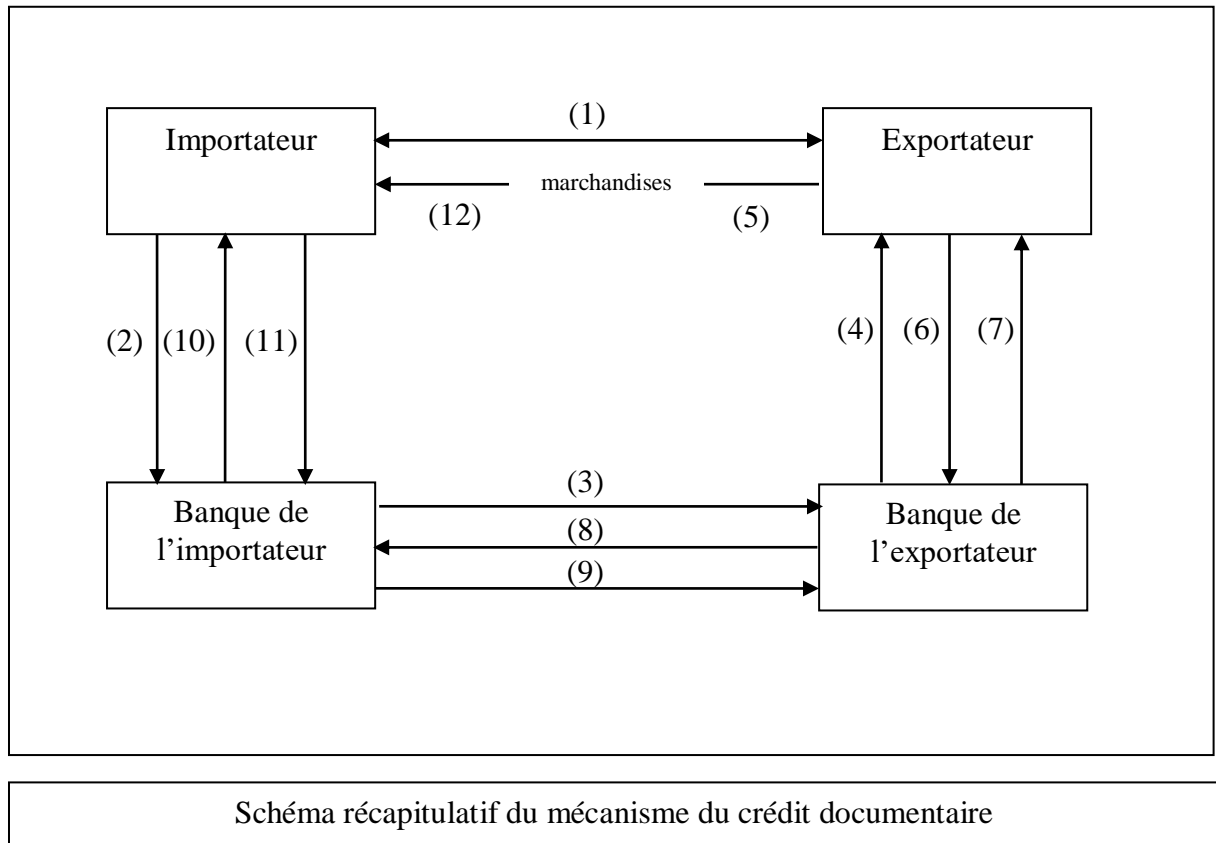 (1)
Importateur
Exportateur
marchandises
(12)
(5)
(2)
(10)
(11)
(4)
(6)
(7)
(3)
Banque de
l’importateur
(8)
Banque de
l’exportateur
(9)
Schéma récapitulatif du mécanisme du crédit documentaire